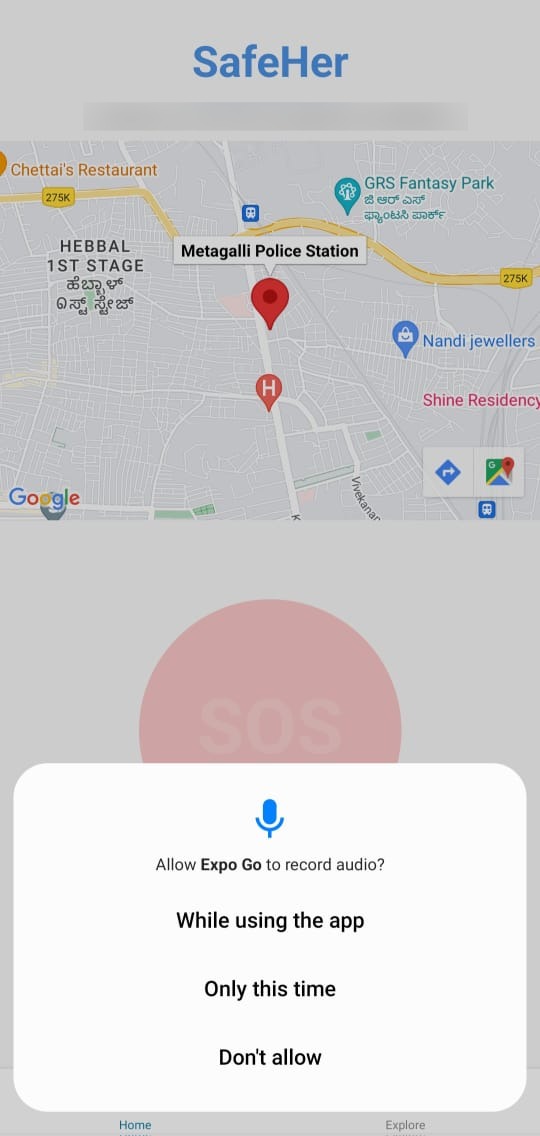 SafeHer
Chettai's Restaurant
275K
GRS Fantasy Park
ಜಿ ಆರ್ ಎಸ್
ಫ್ಯಾಂಟಸಿ ಪಾರ್ಕ್
HEBBAL
1ST STAGE
ಹೆಬ್ಬಾಳ್
೧ಸ್ಟ್ ಸ್ಟೇಜ್
Metagalli Police Station
275K
Nandi jewellers
H
Shine Residency
Google
Vivekanan
K
SOS
Allow Expo Go to record audio?
While using the app
Only this time
Don't allow
Home
Explore